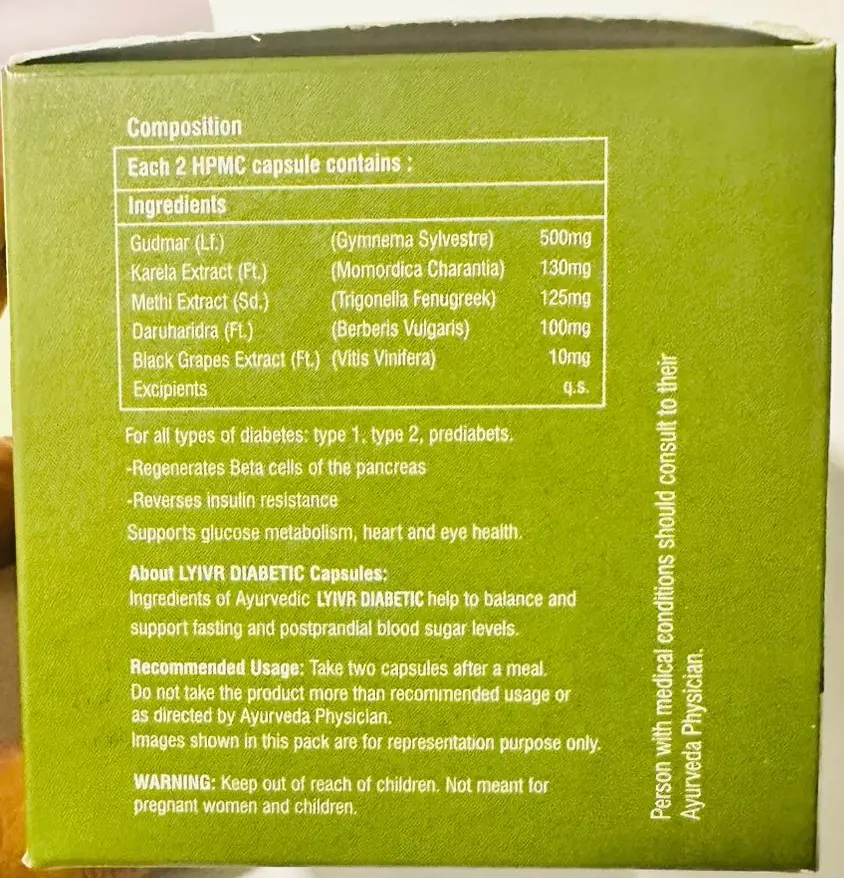 Composition
Each 2 HPMC capsule contains :
Ingredients
Gudmar (Lf.) (Gymnema Sylvestre) 500mg
Karela Extract (Ft.) (Momordica Charantia) 130mg
Methi Extract (Sd.) (Trigonella Fenugreek) 125mg
Daruharidra (Ft.) (Berberis Vulgaris) 100mg
Black Grapes Extract (Ft.) (Vitis Vinifera) 10mg
Excipients q.s.
For all types of diabetes: type 1, type 2, prediabets.
-Regenerates Beta cells of the pancreas
-Reverses insulin resistance
Supports glucose metabolism, heart and eye health.
About LYIVR DIABETIC Capsules:
Ingredients of Ayurvedic LYIVR DIABETIC help to balance and
support fasting and postprandial blood sugar levels.
Recommended Usage: Take two capsules after a meal.
Do not take the product more than recommended usage or
as directed by Ayurveda Physician.
Images shown in this pack are for representation purpose only.
WARNING: Keep out of reach of children. Not meant for
pregnant women and children.
Person with medical conditions should consult to their
Ayurveda Physician.